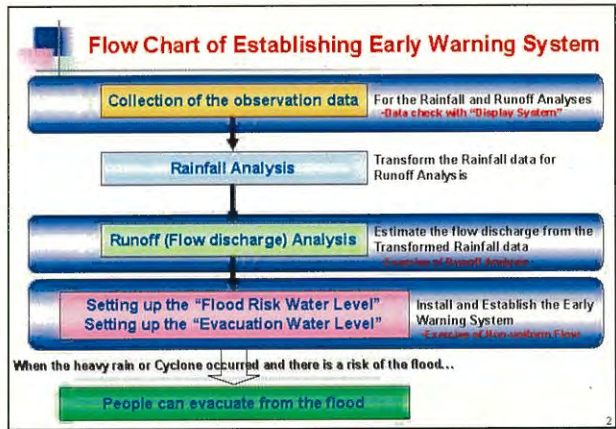 Flow Chart of Establishing Early Warning System
Collection of the observation data
For the Rainfall and Runoff Analyses
-Data check with "Display System"
Rainfall Analysis
Transform the Rainfall data for
Runoff Analysis
Runoff (Flow discharge) Analysis
Estimate the flow discharge from the
Transformed Rainfall data
-Exercise of Runoff Analysis-
Setting up the "Flood Risk Water Level"
Setting up the "Evacuation Water Level"
Install and Establish the Early
Warning System
-Exercise of Non-uniform Flow-
When the heavy rain or Cyclone occurred and there is a risk of the flood...
People can evacuate from the flood
2